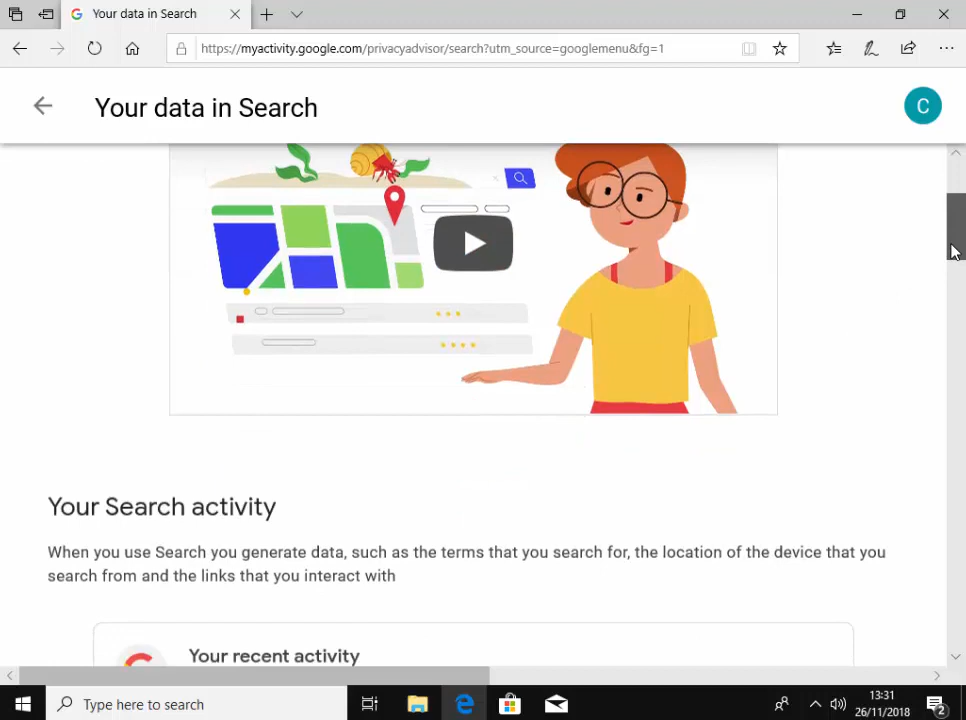 Your data in Search
https://myactivity.google.com/privacyadvisor/search?utm_source=googlemenu&fg=1
Your data in Search
C
Your Search activity
When you use Search you generate data, such as the terms that you search for, the location of the device that you
search from and the links that you interact with
Your recent activity
Type here to search
13:31
26/11/2018
2